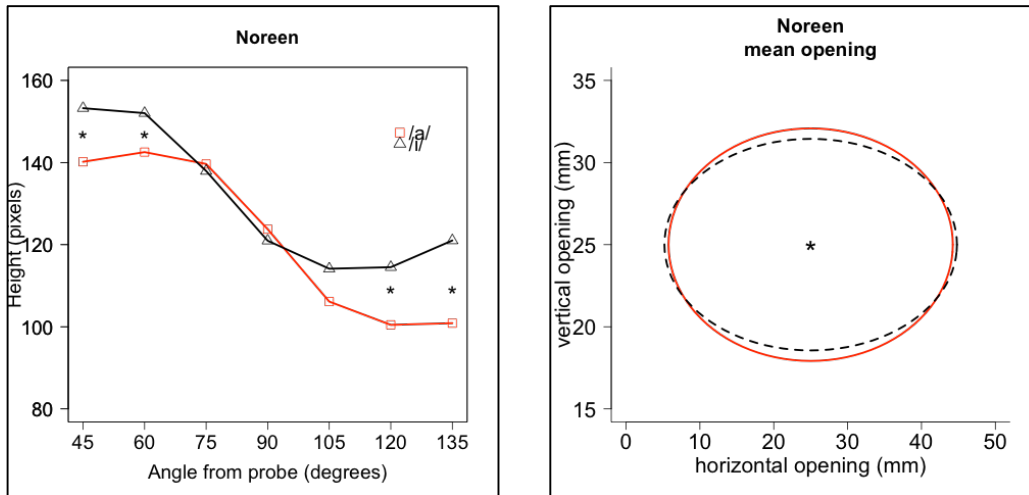 Noreen
160
140
120
100
80
Height (pixels)
* *
* *
/a/
/i/
45 60 75 90 105 120 135
Angle from probe (degrees)
Noreen
mean opening
35
30
25
20
15
vertical opening (mm)
*
0 10 20 30 40 50
horizontal opening (mm)